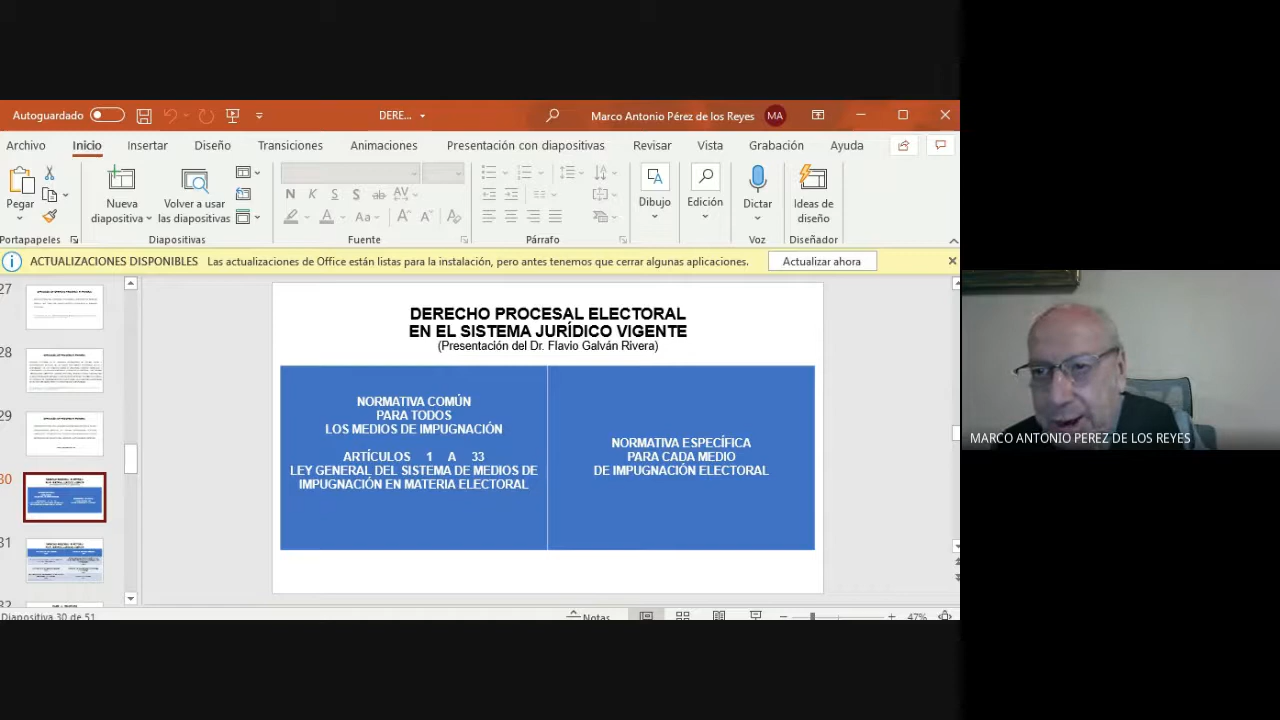 Autoguardado
DERE...
Marco Antonio Pérez de los Reyes
MA
Archivo
Inicio
Insertar
Diseño
Transiciones
Animaciones
Presentación con diapositivas
Revisar
Vista
Grabación
Ayuda
Pegar
Nueva
diapositiva
Volver a usar
las diapositivas
N K S S ab AV
Aa A A
Dibujo
Edición
Dictar
Ideas de
diseño
Portapapeles
Diapositivas
Fuente
Párrafo
Voz
Diseñador
ACTUALIZACIONES DISPONIBLES Las actualizaciones de Office están listas para la instalación, pero antes tenemos que cerrar algunas aplicaciones.
Actualizar ahora
27
28
29
30
31
32
DERECHO PROCESAL ELECTORAL
EN EL SISTEMA JURÍDICO VIGENTE
(Presentación del Dr. Flavio Galván Rivera)
NORMATIVA COMÚN
PARA TODOS
LOS MEDIOS DE IMPUGNACIÓN
ARTÍCULOS 1 A 33
LEY GENERAL DEL SISTEMA DE MEDIOS DE
IMPUGNACIÓN EN MATERIA ELECTORAL
NORMATIVA ESPECÍFICA
PARA CADA MEDIO
DE IMPUGNACIÓN ELECTORAL
MARCO ANTONIO PEREZ DE LOS REYES
Diapositiva 30 de 51
Notas
47%